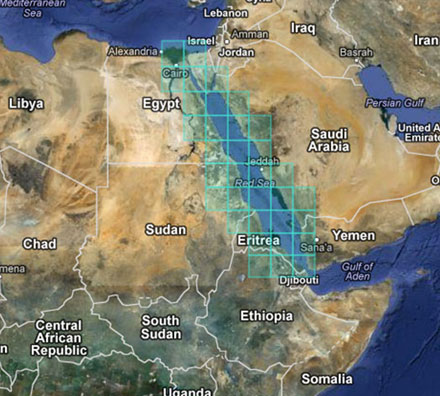 Mediterranean
Sea
Lebanon
Iraq
Iran
Alexandria
Israel
Amman
Jordan
Basrah
Cairo
Libya
Egypt
Persian Gulf
Saudi
Arabia
United A
Emirate
Jeddah
Red Sea
Chad
Sudan
Eritrea
Yemen
Sana'a
mena
Gulf of
Aden
Djibouti
Central
African
Republic
South
Sudan
Ethiopia
n
Uganda
Somalia